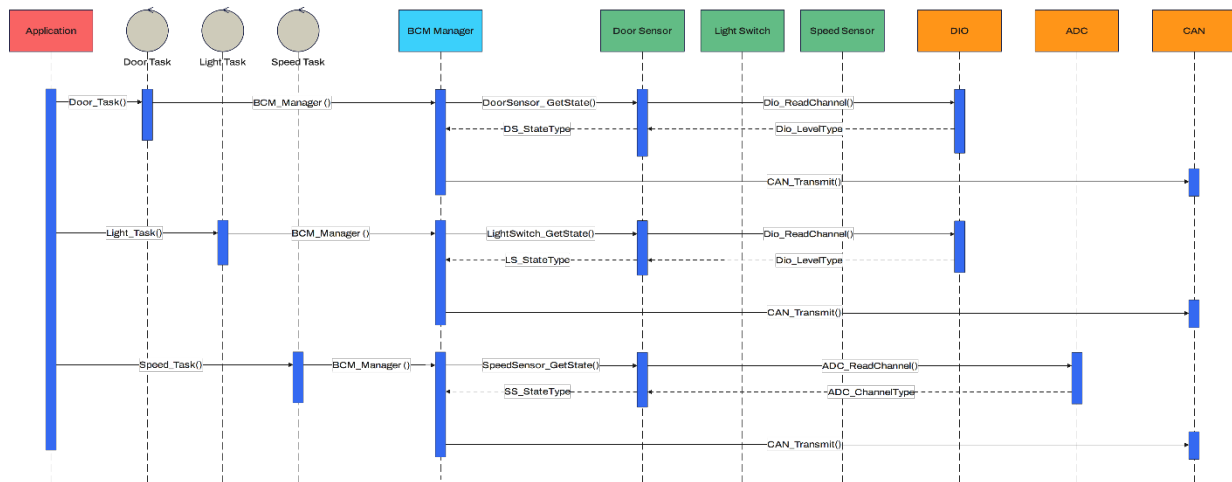 Application
Door Task
Light Task
Speed Task
BCM Manager
Door Sensor
Light Switch
Speed Sensor
DIO
ADC
CAN
Door_Task()
BCM_Manager()
DoorSensor_GetState()
Dio_ReadChannel()
DS_StateType
Dio_LevelType
CAN_Transmit()
Light_Task()
BCM_Manager()
LightSwitch_GetState()
Dio_ReadChannel()
LS_StateType
Dio_LevelType
CAN_Transmit()
Speed_Task()
BCM_Manager()
SpeedSensor_GetState()
ADC_ReadChannel()
SS_StateType
ADC_ChannelType
CAN_Transmit()